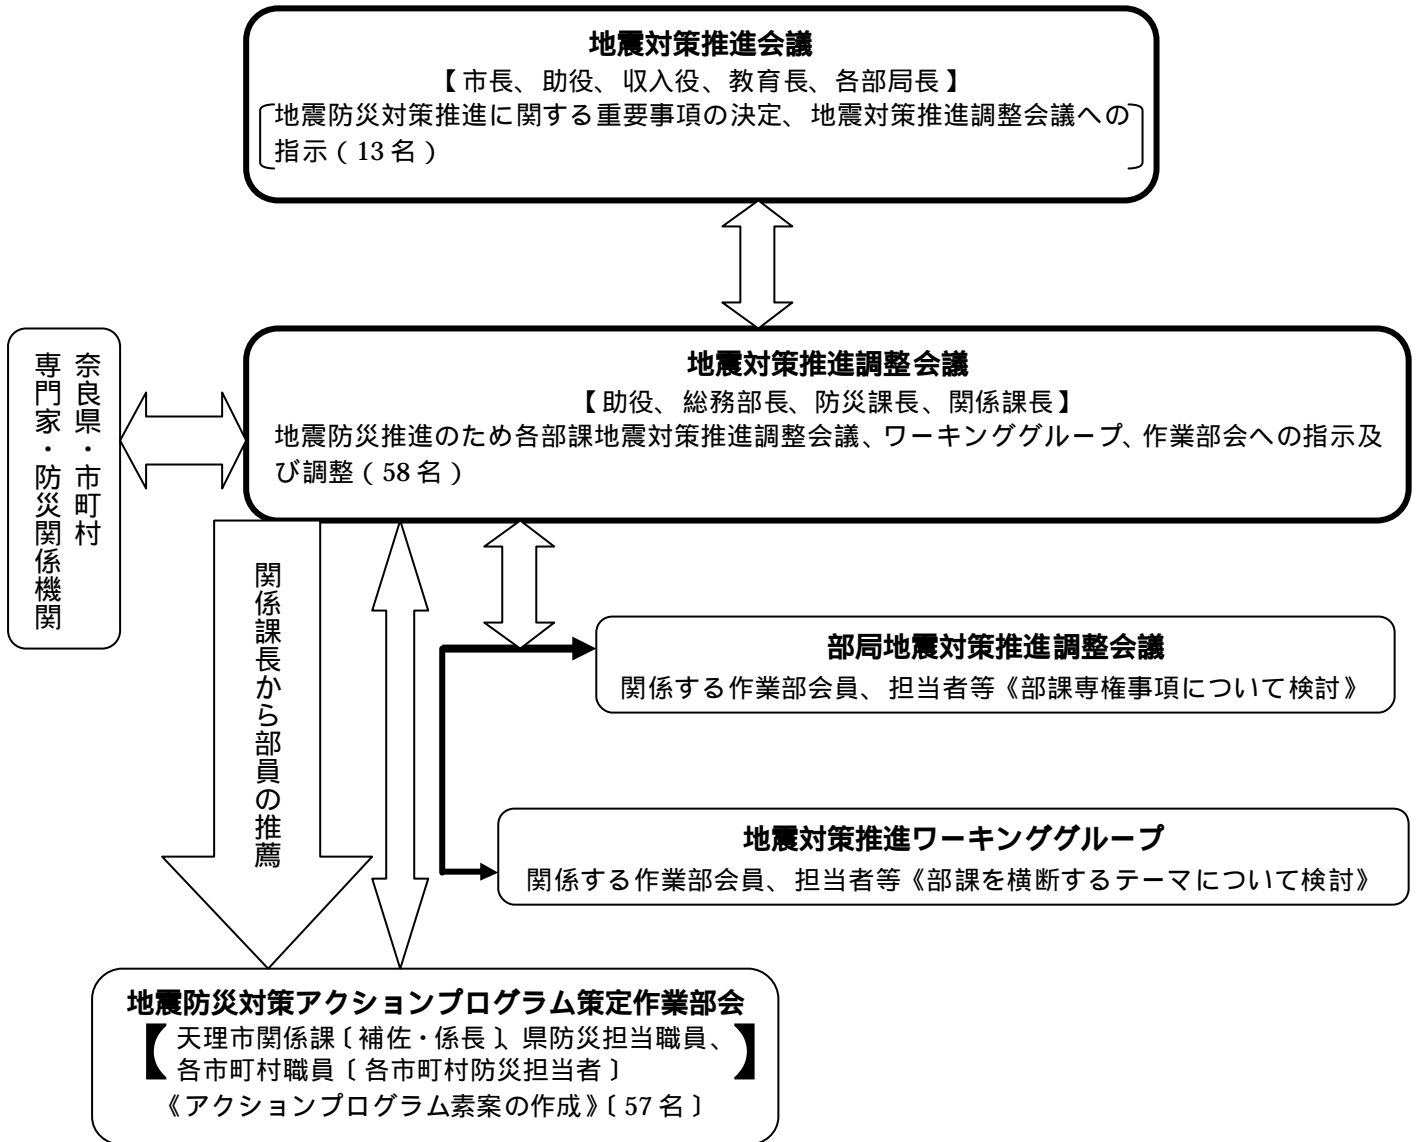 地震対策推進会議
【市長、助役、収入役、教育長、各部局長】
地震防災対策推進に関する重要事項の決定、地震対策推進調整会議への
指示（13名）
奈良県・市町村
専門家・防災関係機関
地震対策推進調整会議
【助役、総務部長、防災課長、関係課長】
地震防災推進のため各部課地震対策推進調整会議、ワーキンググループ、作業部会への指示及
び調整（58名）
関係課長から部員の推薦
部局地震対策推進調整会議
関係する作業部会員、担当者等《部課専権事項について検討》
地震対策推進ワーキンググループ
関係する作業部会員、担当者等《部課を横断するテーマについて検討》
地震防災対策アクションプログラム策定作業部会
【天理市関係課〔補佐・係長〕、県防災担当職員、
各市町村職員〔各市町村防災担当者〕】
《アクションプログラム素案の作成》〔57名〕